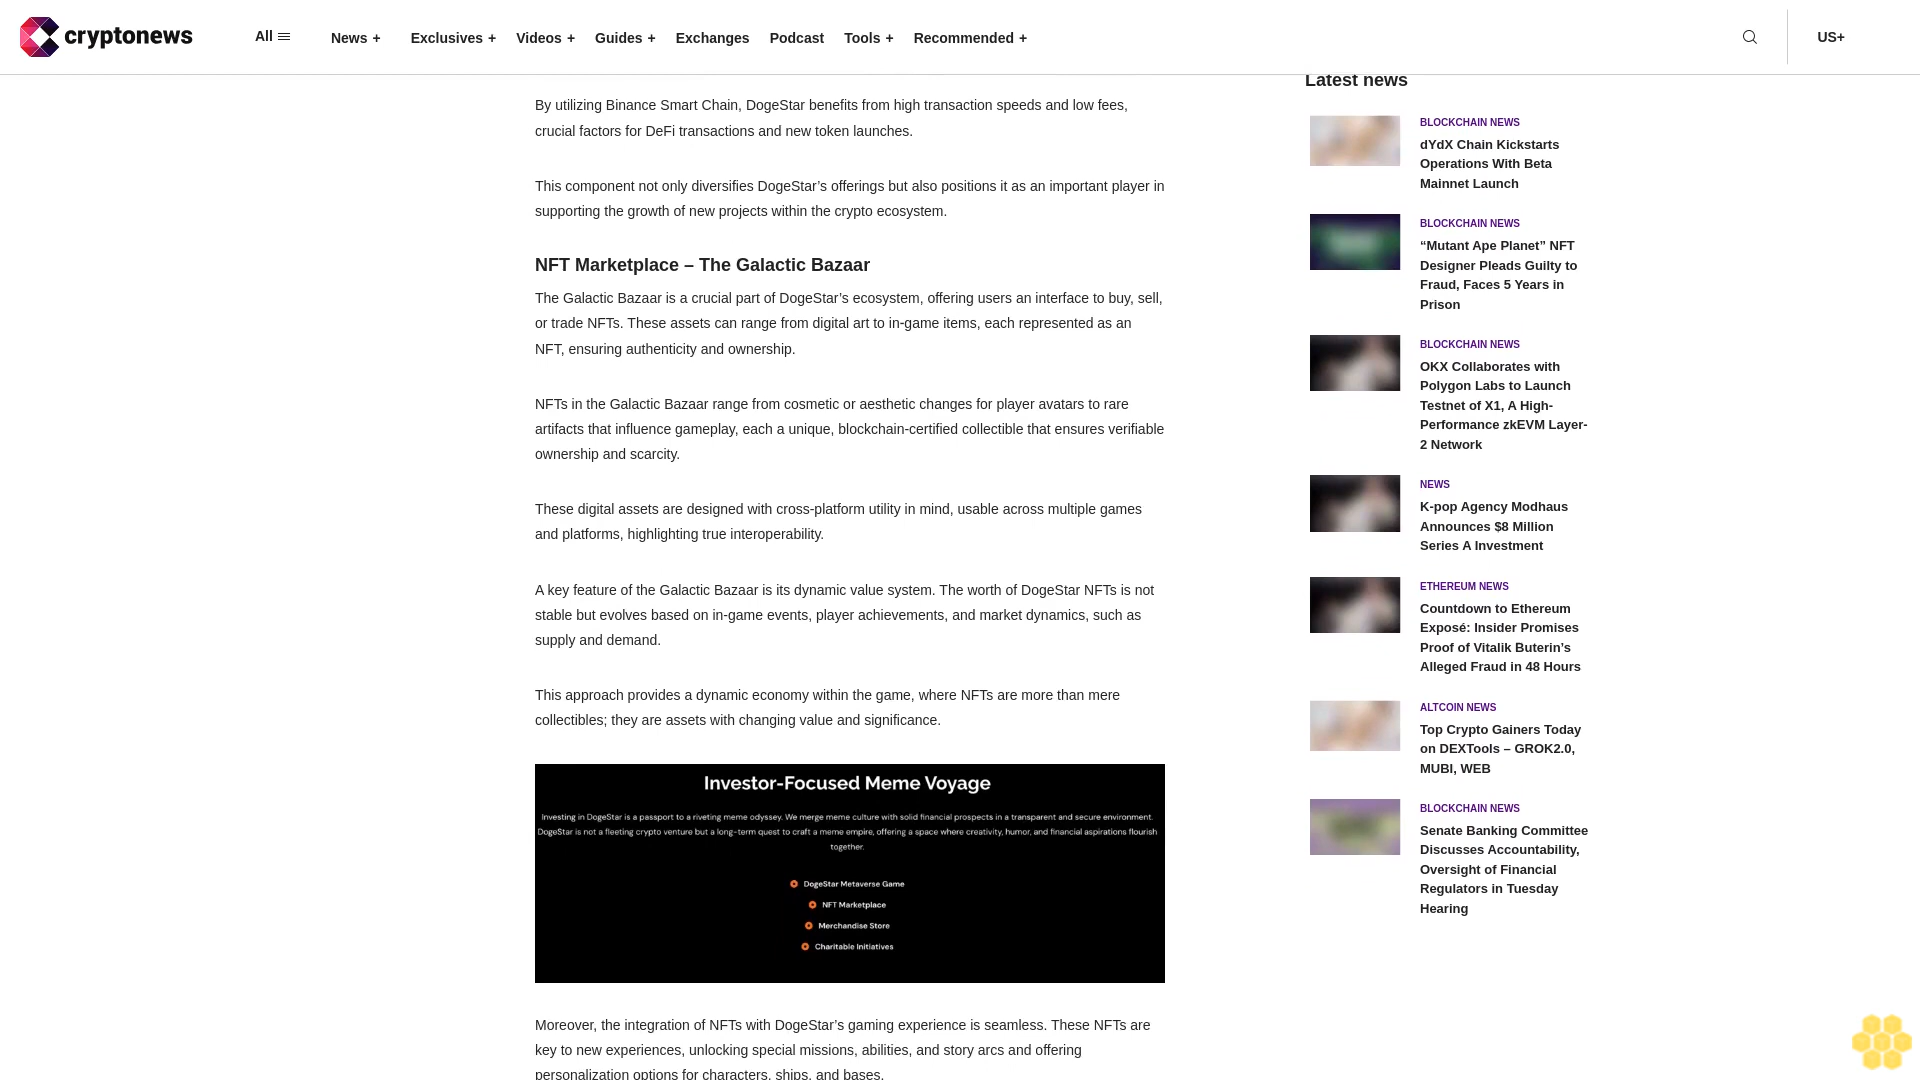 cryptonews
All
News +
Exclusives +
Videos +
Guides +
Exchanges
Podcast
Tools +
Recommended +
US+
By utilizing Binance Smart Chain, DogeStar benefits from high transaction speeds and low fees,
crucial factors for DeFi transactions and new token launches.
This component not only diversifies DogeStar’s offerings but also positions it as an important player in
supporting the growth of new projects within the crypto ecosystem.
NFT Marketplace – The Galactic Bazaar
The Galactic Bazaar is a crucial part of DogeStar’s ecosystem, offering users an interface to buy, sell,
or trade NFTs. These assets can range from digital art to in-game items, each represented as an
NFT, ensuring authenticity and ownership.
NFTs in the Galactic Bazaar range from cosmetic or aesthetic changes for player avatars to rare
artifacts that influence gameplay, each a unique, blockchain-certified collectible that ensures verifiable
ownership and scarcity.
These digital assets are designed with cross-platform utility in mind, usable across multiple games
and platforms, highlighting true interoperability.
A key feature of the Galactic Bazaar is its dynamic value system. The worth of DogeStar NFTs is not
stable but evolves based on in-game events, player achievements, and market dynamics, such as
supply and demand.
This approach provides a dynamic economy within the game, where NFTs are more than mere
collectibles; they are assets with changing value and significance.
Investor-Focused Meme Voyage
Investing in DogeStar is a passport to a riveting meme odyssey. We merge meme culture with solid financial prospects in a transparent and secure environment.
DogeStar is not a fleeting crypto venture but a long-term quest to craft a meme empire, offering a space where creativity, humor, and financial aspirations flourish
together.
DogeStar Metaverse Game
NFT Marketplace
Merchandise Store
Charitable Initiatives
Moreover, the integration of NFTs with DogeStar’s gaming experience is seamless. These NFTs are
key to new experiences, unlocking special missions, abilities, and story arcs and offering
personalization options for characters, ships, and bases.
Latest news
BLOCKCHAIN NEWS
dYdX Chain Kickstarts
Operations With Beta
Mainnet Launch
BLOCKCHAIN NEWS
“Mutant Ape Planet” NFT
Designer Pleads Guilty to
Fraud, Faces 5 Years in
Prison
BLOCKCHAIN NEWS
OKX Collaborates with
Polygon Labs to Launch
Testnet of X1, A High-
Performance zkEVM Layer-
2 Network
NEWS
K-pop Agency Modhaus
Announces $8 Million
Series A Investment
ETHEREUM NEWS
Countdown to Ethereum
Exposé: Insider Promises
Proof of Vitalik Buterin’s
Alleged Fraud in 48 Hours
ALTCOIN NEWS
Top Crypto Gainers Today
on DEXTools – GROK2.0,
MUBI, WEB
BLOCKCHAIN NEWS
Senate Banking Committee
Discusses Accountability,
Oversight of Financial
Regulators in Tuesday
Hearing